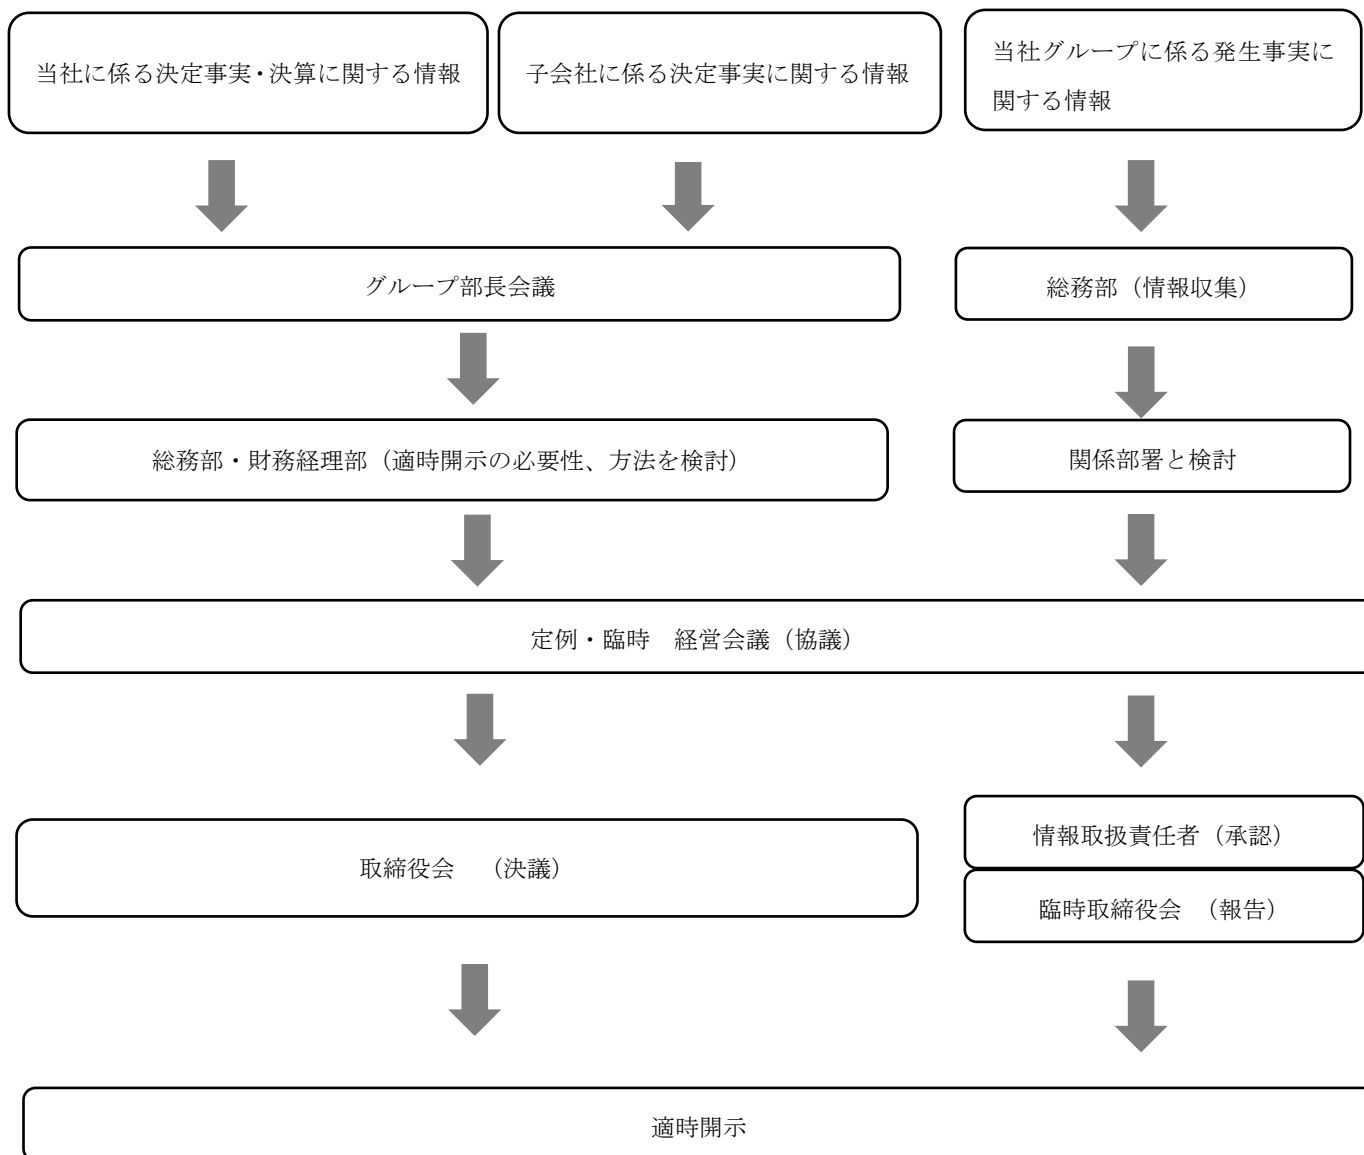 当社に係る決定事実・決算に関する情報
子会社に係る決定事実に関する情報
当社グループに係る発生事実に
関する情報
グループ部長会議
総務部（情報収集）
総務部・財務経理部（適時開示の必要性、方法を検討）
関係部署と検討
定例・臨時　経営会議（協議）
取締役会　（決議）
情報取扱責任者（承認）
臨時取締役会　（報告）
適時開示